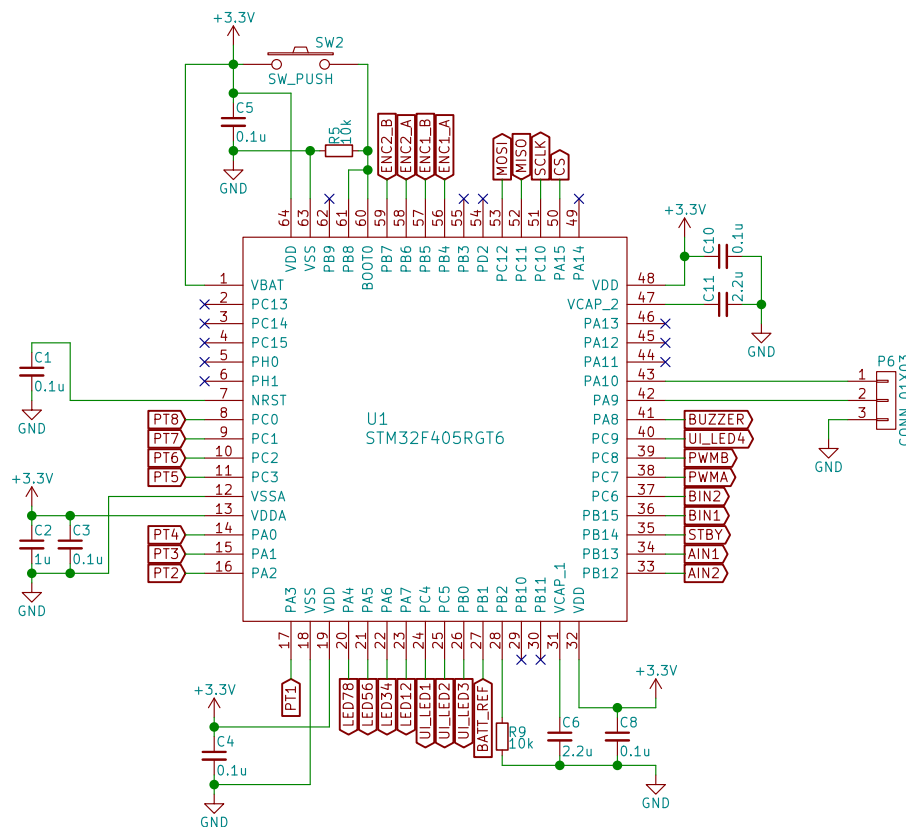 +3.3V
SW2
SW_PUSH
C5
0.1u
R5
10k
GND
ENC2_B
ENC2_A
ENC1_B
ENC1_A
MOSI
MISO
SCLK
CS
64
63
62
61
60
59
58
57
56
55
54
53
52
51
50
49
VDD
VSS
PB9
PB8
BOOT0
PB7
PB6
PB5
PB4
PB3
PD2
PC12
PC11
PC10
PA15
PA14
+3.3V
C10
0.1u
C11
2.2u
GND
1 VBAT
2 PC13
3 PC14
4 PC15
5 PH0
6 PH1
7 NRST
8 PC0
9 PC1
10 PC2
11 PC3
12 VSSA
13 VDDA
14 PA0
15 PA1
16 PA2
C1
0.1u
GND
PT8
PT7
PT6
PT5
+3.3V
C2
1u
C3
0.1u
GND
PT4
PT3
PT2
U1
STM32F405RGT6
VDD 48
VCAP_2 47
PA13 46
PA12 45
PA11 44
PA10 43
PA9 42
PA8 41
PC9 40
PC8 39
PC7 38
PC6 37
PB15 36
PB14 35
PB13 34
PB12 33
BUZZER
UI_LED4
PWMB
PWMA
BIN2
BIN1
STBY
AIN1
AIN2
P6
1
2
3
CONN_01X03
GND
PA3
VSS
VDD
PA4
PA5
PA6
PA7
PC4
PC5
PB0
PB1
PB2
PB10
PB11
VCAP_1
VDD
17
18
19
20
21
22
23
24
25
26
27
28
29
30
31
32
PT1
LED78
LED56
LED34
LED12
UI_LED1
UI_LED2
UI_LED3
BATT_REF
+3.3V
C4
0.1u
GND
R9
10k
C6
2.2u
C8
0.1u
+3.3V
GND